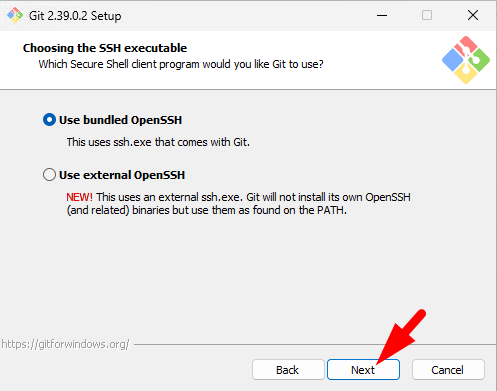 Git 2.39.0.2 Setup
Choosing the SSH executable
Which Secure Shell client program would you like Git to use?
Use bundled OpenSSH
This uses ssh.exe that comes with Git.
Use external OpenSSH
NEW! This uses an external ssh.exe. Git will not install its own OpenSSH
(and related) binaries but use them as found on the PATH.
https://gitforwindows.org/
Back
Next
Cancel